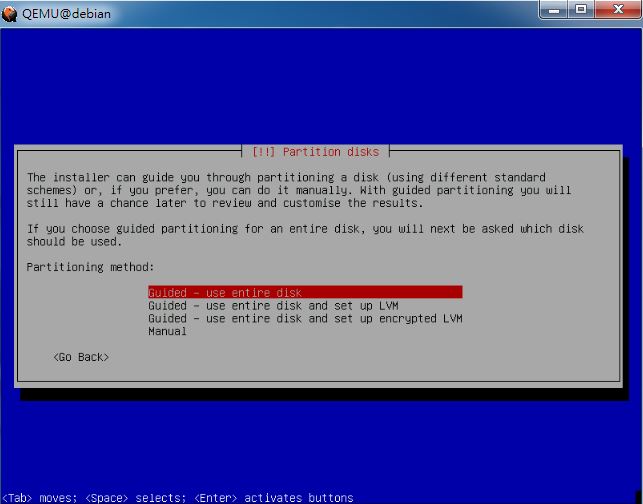 QEMU@debian
[!!] Partition disks
The installer can guide you through partitioning a disk (using different standard
schemes) or, if you prefer, you can do it manually. With guided partitioning you will
still have a chance later to review and customise the results.
If you choose guided partitioning for an entire disk, you will next be asked which disk
should be used.
Partitioning method:
Guided - use entire disk
Guided - use entire disk and set up LVM
Guided - use entire disk and set up encrypted LVM
Manual
<Go Back>
<Tab> moves; <Space> selects; <Enter> activates buttons